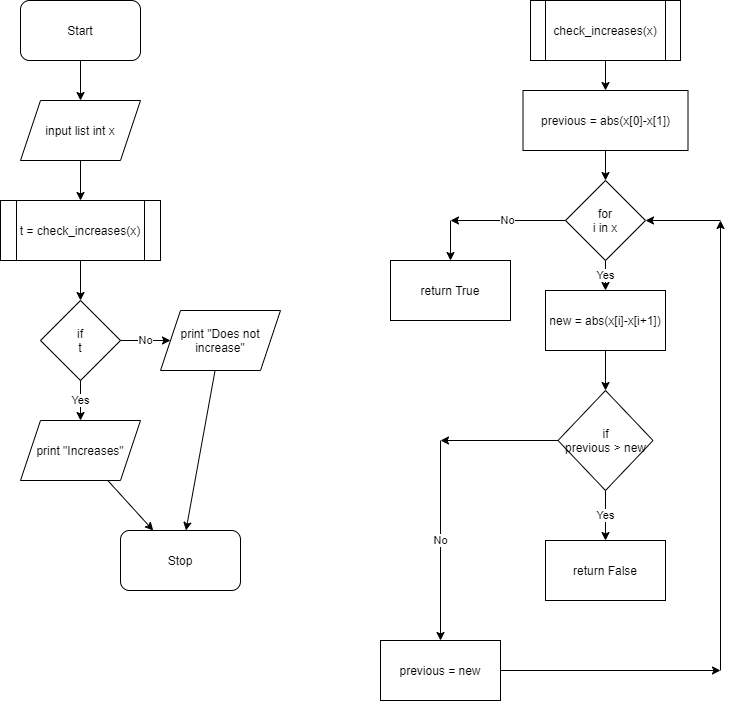 Start
input list int x
t = check_increases(x)
if
t
No
print "Does not
increase"
Yes
print "Increases"
Stop
check_increases(x)
previous = abs(x[0]-x[1])
for
i in x
No
return True
Yes
new = abs(x[i]-x[i+1])
if
previous > new
No
Yes
return False
previous = new